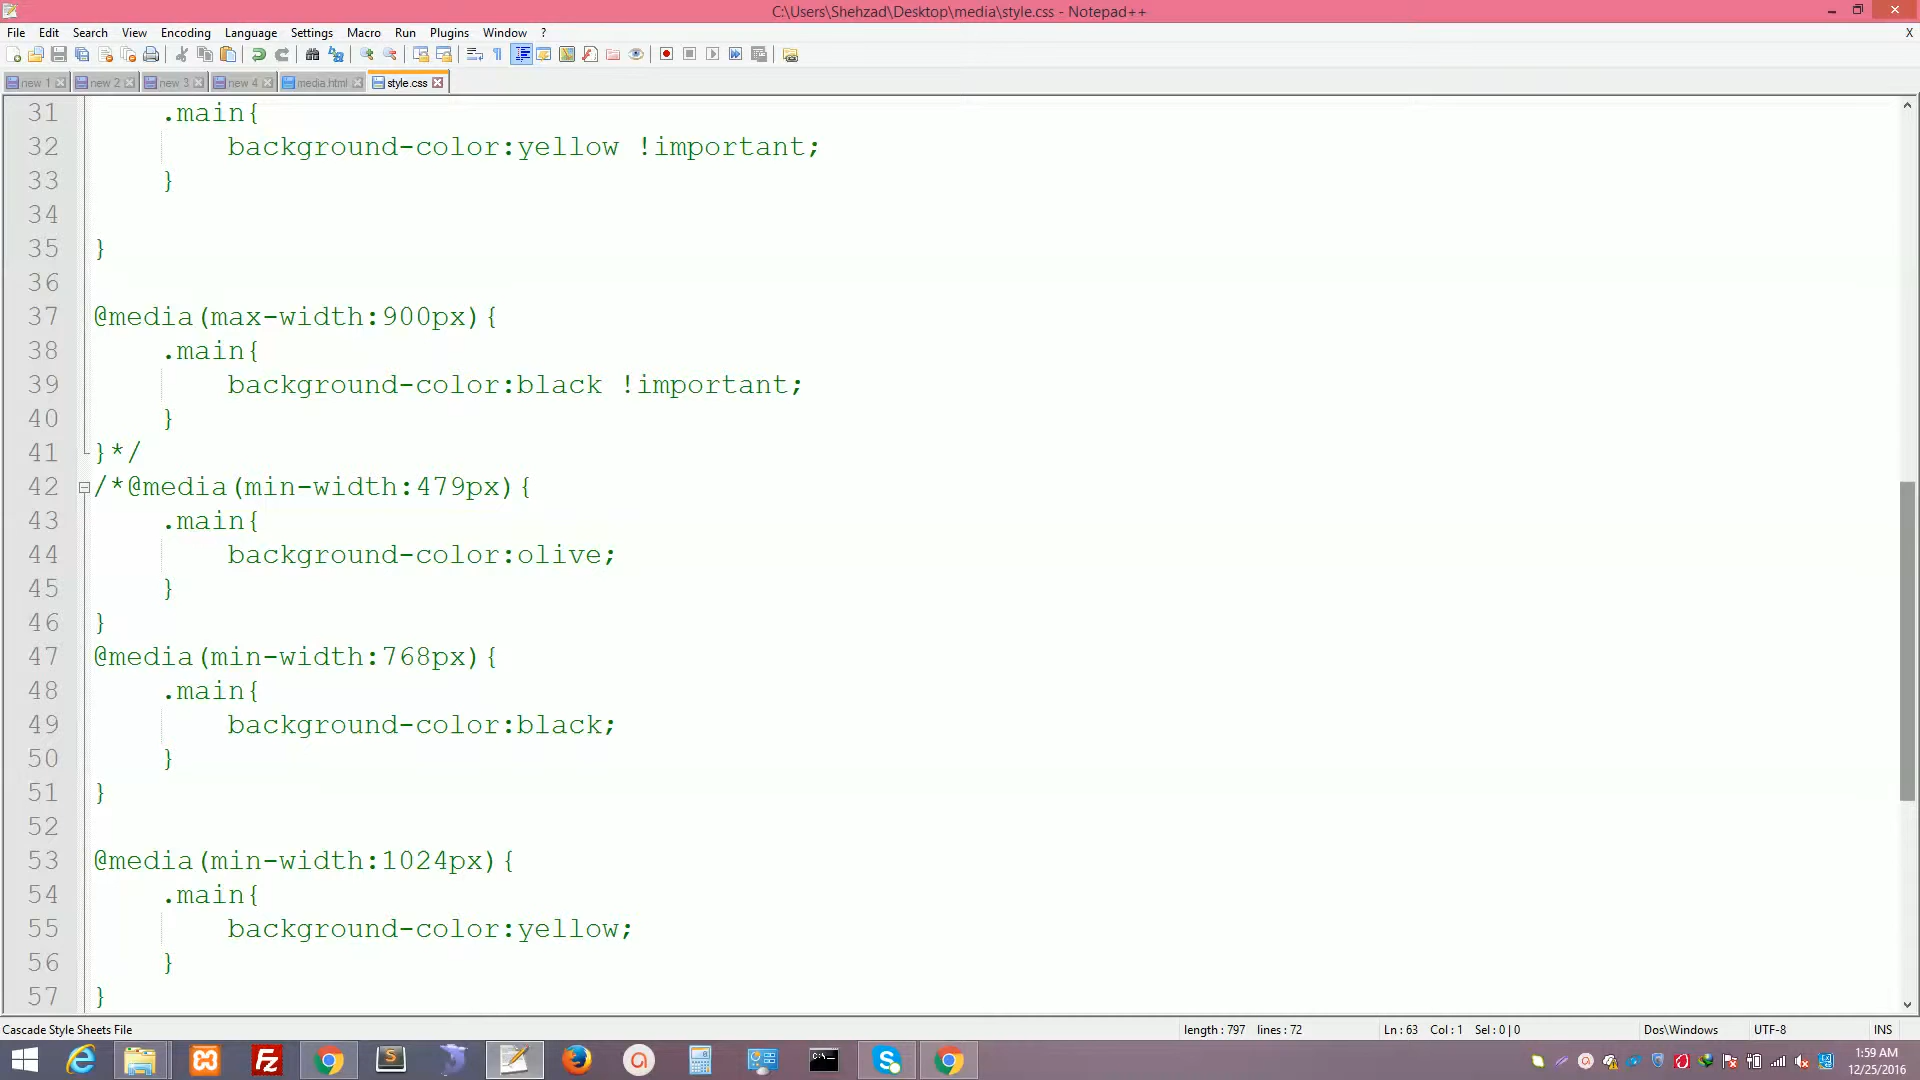 C:\Users\Shehzad\Desktop\media\style.css - Notepad++
File Edit Search View Encoding Language Settings Macro Run Plugins Window ? X
new 1 new 2 new 3 new 4 media.html style.css
31 .main{
32 background-color:yellow !important;
33 }
34
35 }
36
37 @media(max-width:900px){
38 .main{
39 background-color:black !important;
40 }
41 }*/
42 /*@media(min-width:479px){
43 .main{
44 background-color:olive;
45 }
46 }
47 @media(min-width:768px){
48 .main{
49 background-color:black;
50 }
51 }
52
53 @media(min-width:1024px){
54 .main{
55 background-color:yellow;
56 }
57 }
Cascade Style Sheets File length : 797 lines : 72 Ln : 63 Col : 1 Sel : 0 | 0 Dos\Windows UTF-8 INS
1:59 AM
12/25/2016